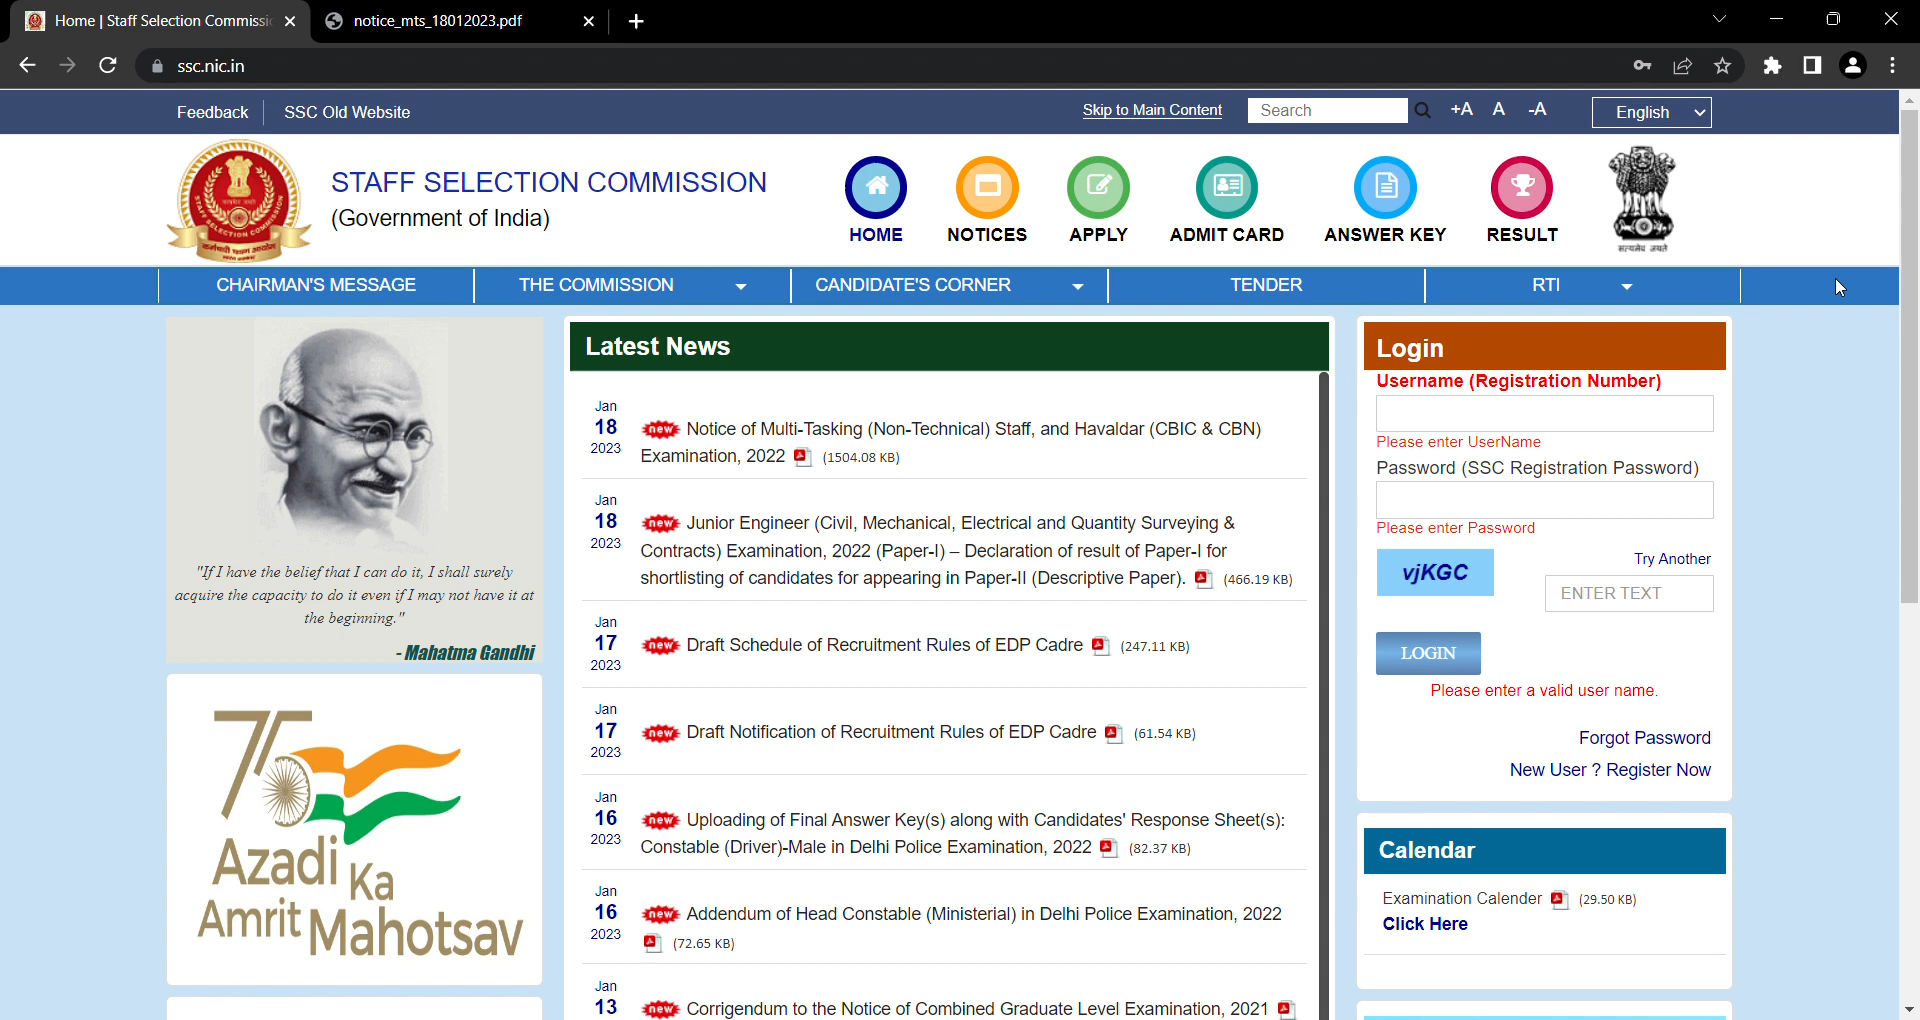 Home | Staff Selection Commissic
notice_mts_18012023.pdf
ssc.nic.in
Feedback
SSC Old Website
Skip to Main Content
Search
+A A -A
English
STAFF SELECTION COMMISSION
(Government of India)
HOME
NOTICES
APPLY
ADMIT CARD
ANSWER KEY
RESULT
सत्यमेव जयते
CHAIRMAN'S MESSAGE
THE COMMISSION
CANDIDATE'S CORNER
TENDER
RTI
"If I have the belief that I can do it, I shall surely
acquire the capacity to do it even if I may not have it at
the beginning."
- Mahatma Gandhi
75
Azadi Ka
Amrit Mahotsav
Latest News
Jan
18
2023
new Notice of Multi-Tasking (Non-Technical) Staff, and Havaldar (CBIC & CBN)
Examination, 2022 (1504.08 KB)
Jan
18
2023
new Junior Engineer (Civil, Mechanical, Electrical and Quantity Surveying &
Contracts) Examination, 2022 (Paper-I) – Declaration of result of Paper-I for
shortlisting of candidates for appearing in Paper-II (Descriptive Paper). (466.19 KB)
Jan
17
2023
new Draft Schedule of Recruitment Rules of EDP Cadre (247.11 KB)
Jan
17
2023
new Draft Notification of Recruitment Rules of EDP Cadre (61.54 KB)
Jan
16
2023
new Uploading of Final Answer Key(s) along with Candidates' Response Sheet(s):
Constable (Driver)-Male in Delhi Police Examination, 2022 (82.37 KB)
Jan
16
2023
new Addendum of Head Constable (Ministerial) in Delhi Police Examination, 2022
(72.65 KB)
Jan
13
new Corrigendum to the Notice of Combined Graduate Level Examination, 2021
Login
Username (Registration Number)
Please enter UserName
Password (SSC Registration Password)
Please enter Password
vjKGC
Try Another
ENTER TEXT
LOGIN
Please enter a valid user name.
Forgot Password
New User ? Register Now
Calendar
Examination Calender (29.50 KB)
Click Here